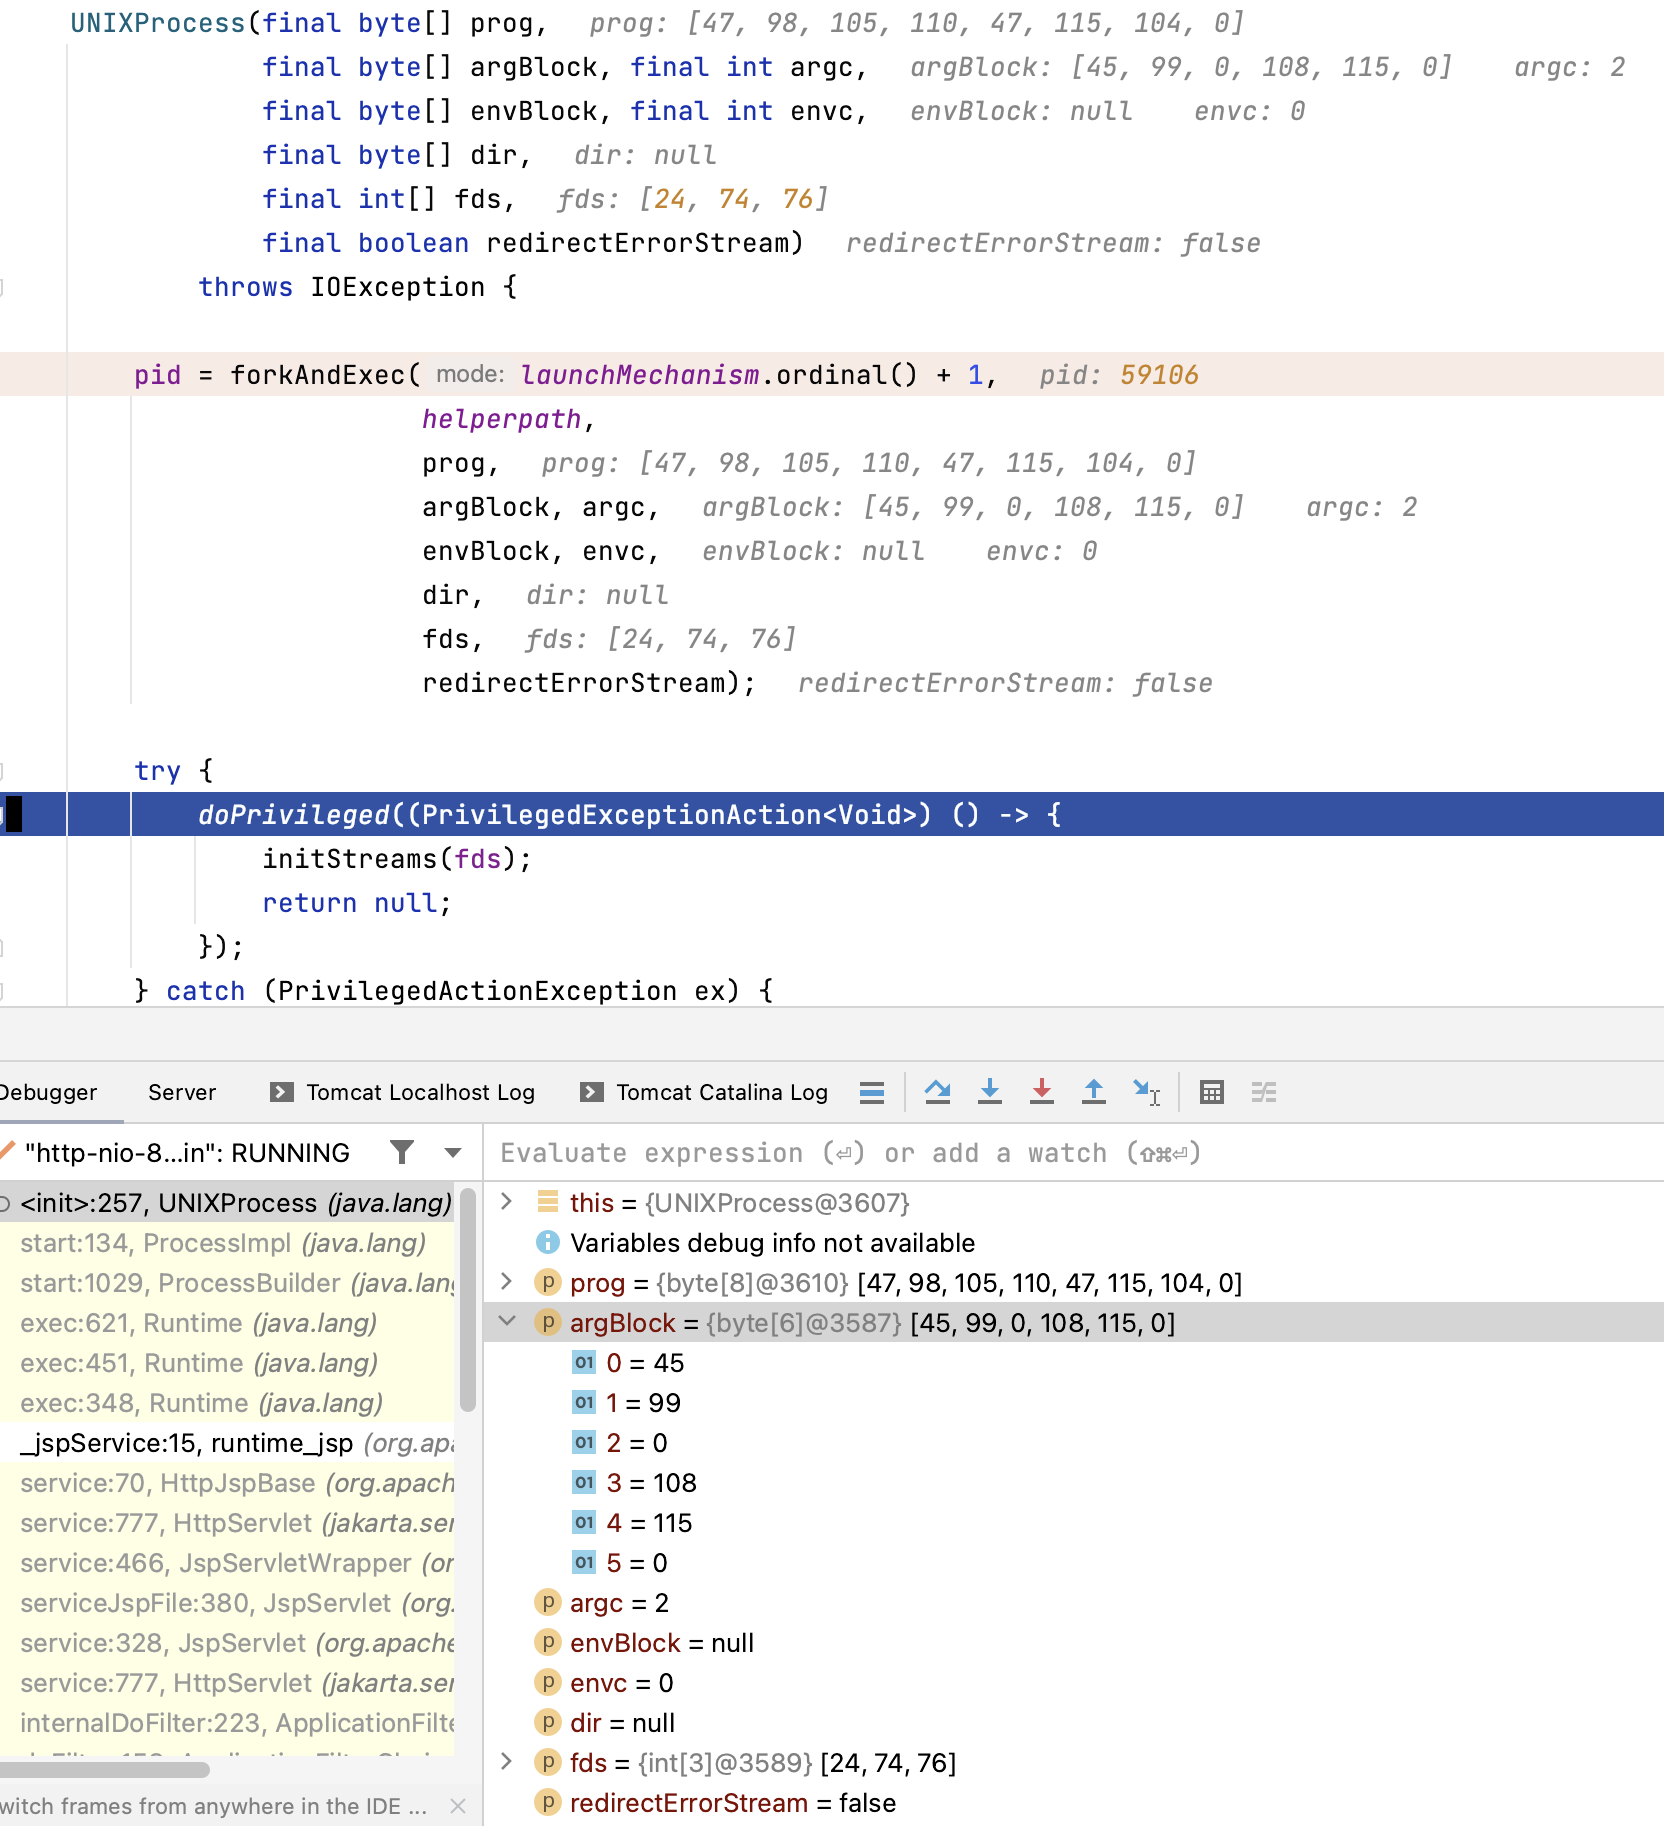 UNIXProcess(final byte[] prog,   prog: [47, 98, 105, 110, 47, 115, 104, 0]
final byte[] argBlock, final int argc,   argBlock: [45, 99, 0, 108, 115, 0]    argc: 2
final byte[] envBlock, final int envc,   envBlock: null    envc: 0
final byte[] dir,   dir: null
final int[] fds,   fds: [24, 74, 76]
final boolean redirectErrorStream)   redirectErrorStream: false
throws IOException {
pid = forkAndExec( mode: launchMechanism.ordinal() + 1,   pid: 59106
helperpath,
prog,   prog: [47, 98, 105, 110, 47, 115, 104, 0]
argBlock, argc,   argBlock: [45, 99, 0, 108, 115, 0]    argc: 2
envBlock, envc,   envBlock: null    envc: 0
dir,   dir: null
fds,   fds: [24, 74, 76]
redirectErrorStream);   redirectErrorStream: false
try {
doPrivileged((PrivilegedExceptionAction<Void>) () -> {
initStreams(fds);
return null;
});
} catch (PrivilegedActionException ex) {
Debugger Server Tomcat Localhost Log Tomcat Catalina Log
"http-nio-8...in": RUNNING
<init>:257, UNIXProcess (java.lang)
start:134, ProcessImpl (java.lang)
start:1029, ProcessBuilder (java.lang
exec:621, Runtime (java.lang)
exec:451, Runtime (java.lang)
exec:348, Runtime (java.lang)
_jspService:15, runtime_jsp (org.apa
service:70, HttpJspBase (org.apach
service:777, HttpServlet (jakarta.ser
service:466, JspServletWrapper (or
serviceJspFile:380, JspServlet (org.
service:328, JspServlet (org.apache
service:777, HttpServlet (jakarta.ser
internalDoFilter:223, ApplicationFilte
witch frames from anywhere in the IDE ...
Evaluate expression (⏎) or add a watch (⇧⌘⏎)
this = {UNIXProcess@3607}
Variables debug info not available
prog = {byte[8]@3610} [47, 98, 105, 110, 47, 115, 104, 0]
argBlock = {byte[6]@3587} [45, 99, 0, 108, 115, 0]
01 0 = 45
01 1 = 99
01 2 = 0
01 3 = 108
01 4 = 115
01 5 = 0
p argc = 2
p envBlock = null
p envc = 0
p dir = null
p fds = {int[3]@3589} [24, 74, 76]
p redirectErrorStream = false